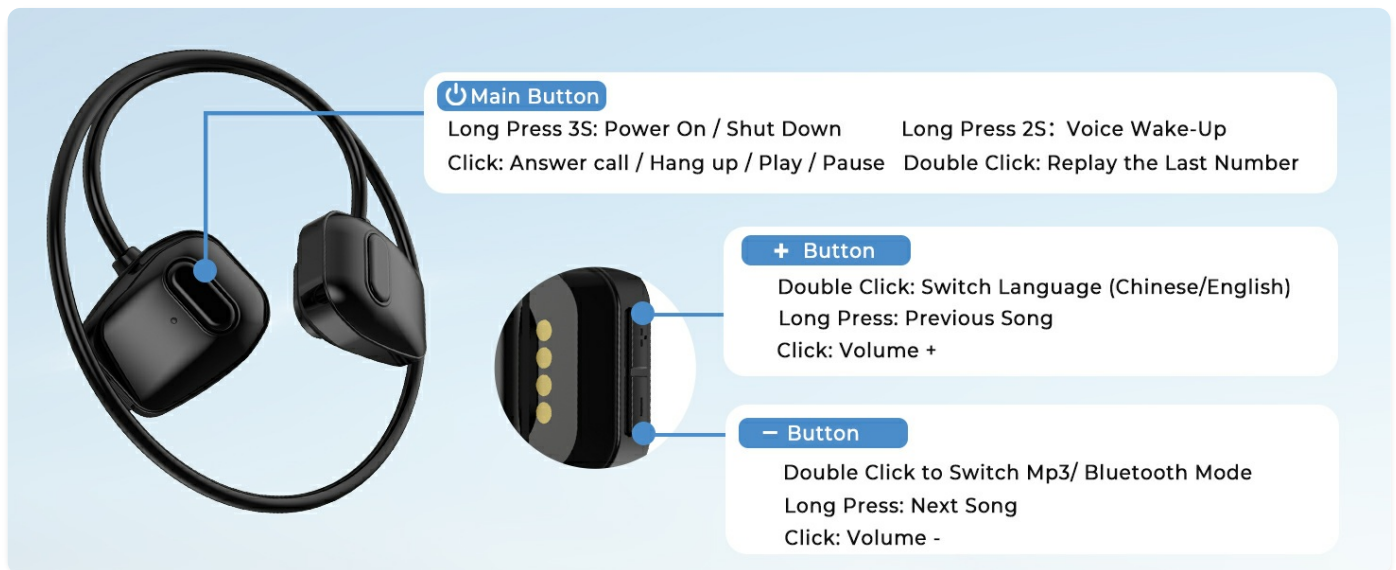 Main Button
Long Press 3S: Power On / Shut Down Long Press 2S： Voice Wake-Up
Click: Answer call / Hang up / Play / Pause Double Click: Replay the Last Number
+ Button
Double Click: Switch Language (Chinese/English)
Long Press: Previous Song
Click: Volume +
− Button
Double Click to Switch Mp3/ Bluetooth Mode
Long Press: Next Song
Click: Volume -